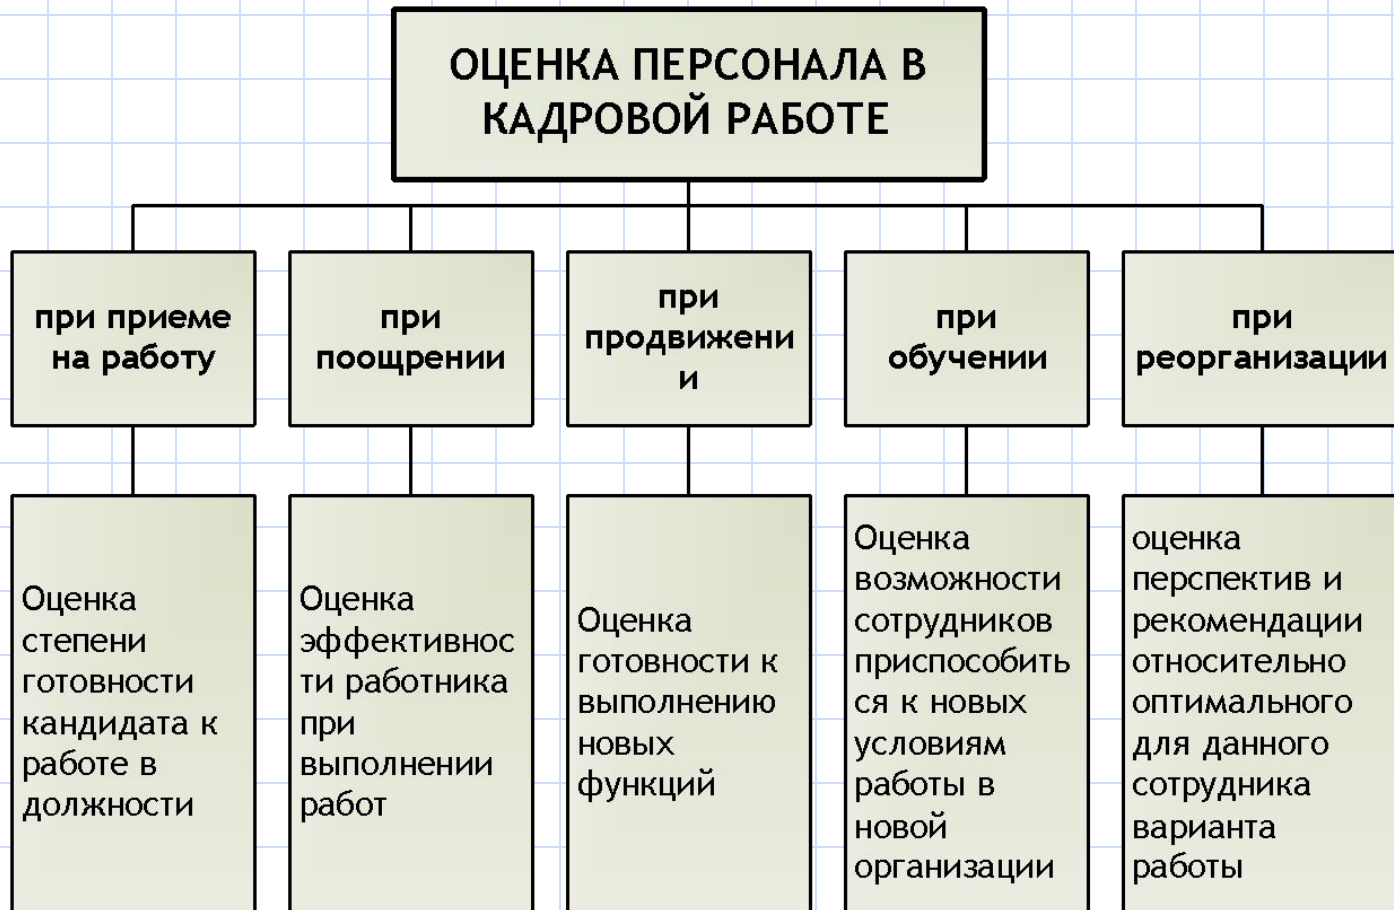 ОЦЕНКА ПЕРСОНАЛА В
КАДРОВОЙ РАБОТЕ
при приеме
на работу
при
поощрении
при
продвижени
и
при
обучении
при
реорганизации
Оценка
степени
готовности
кандидата к
работе в
должности
Оценка
эффективнос
ти работника
при
выполнении
работ
Оценка
готовности к
выполнению
новых
функций
Оценка
возможности
сотрудников
приспособить
ся к новых
условиям
работы в
новой
организации
оценка
перспектив и
рекомендации
относительно
оптимального
для данного
сотрудника
варианта
работы